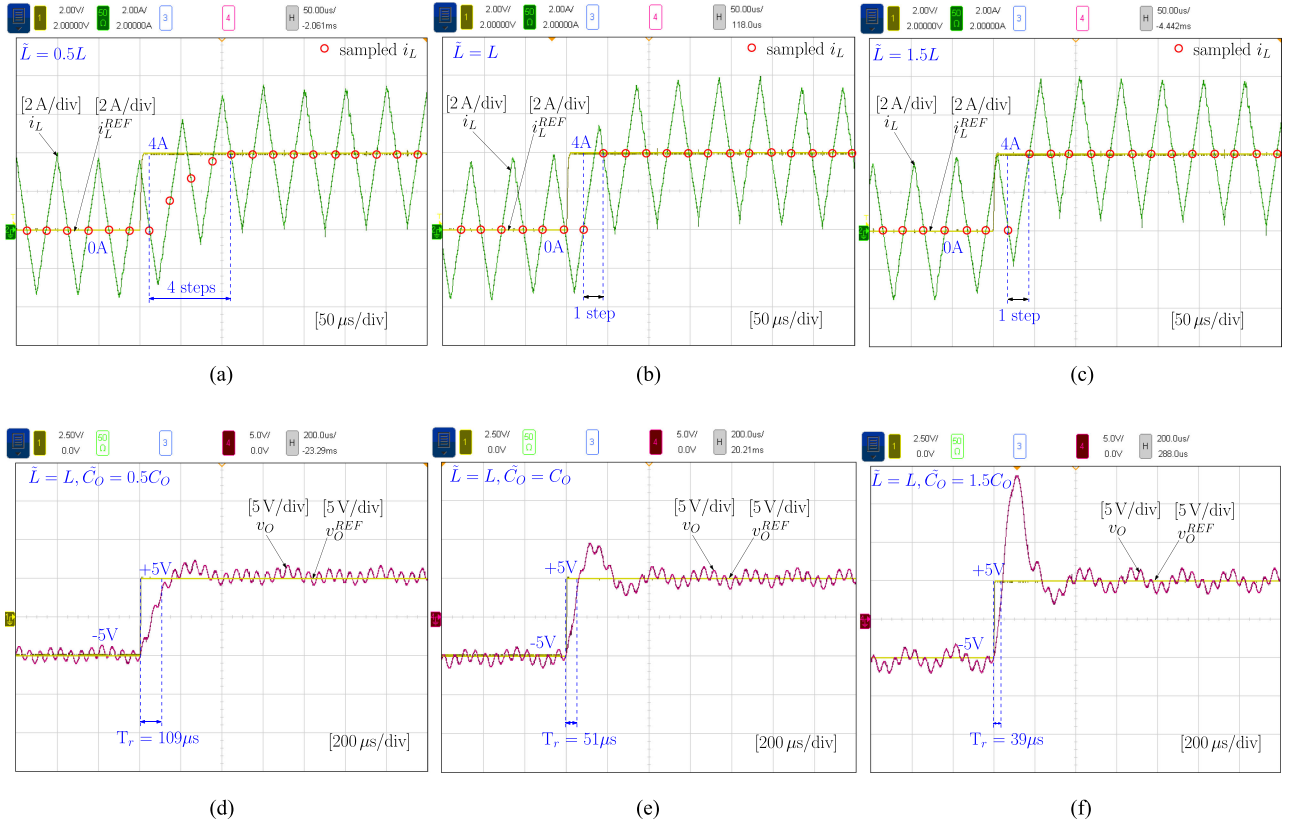 1 2.00V/ 2.00000V 50 Ω 2.00A/ 2.00000A 3 4 H 50.00us/ -2.061ms
L̃ = 0.5L
sampled i_L
[2 A/div] [2 A/div]
i_L i_L^REF
4A
0A
4 steps
[50 μs/div]
(a)
1 2.00V/ 2.00000V 50 Ω 2.00A/ 2.00000A 3 4 H 50.00us/ 118.0us
L̃ = L
sampled i_L
[2 A/div] [2 A/div]
i_L i_L^REF
4A
0A
1 step
[50 μs/div]
(b)
1 2.00V/ 2.00000V 50 Ω 2.00A/ 2.00000A 3 4 H 50.00us/ -4.442ms
L̃ = 1.5L
sampled i_L
[2 A/div] [2 A/div]
i_L i_L^REF
4A
0A
1 step
[50 μs/div]
(c)
1 2.50V/ 0.0V 50 Ω 3 4 5.0V/ 0.0V H 200.0us/ -23.29ms
L̃ = L, C̃_O = 0.5C_O
[5 V/div] [5 V/div]
v_O v_O^REF
+5V
-5V
T_r = 109μs
[200 μs/div]
(d)
1 2.50V/ 0.0V 50 Ω 3 4 5.0V/ 0.0V H 200.0us/ 20.21ms
L̃ = L, C̃_O = C_O
[5 V/div] [5 V/div]
v_O v_O^REF
+5V
-5V
T_r = 51μs
[200 μs/div]
(e)
1 2.50V/ 0.0V 50 Ω 3 4 5.0V/ 0.0V H 200.0us/ 288.0us
L̃ = L, C̃_O = 1.5C_O
[5 V/div] [5 V/div]
v_O v_O^REF
+5V
-5V
T_r = 39μs
[200 μs/div]
(f)